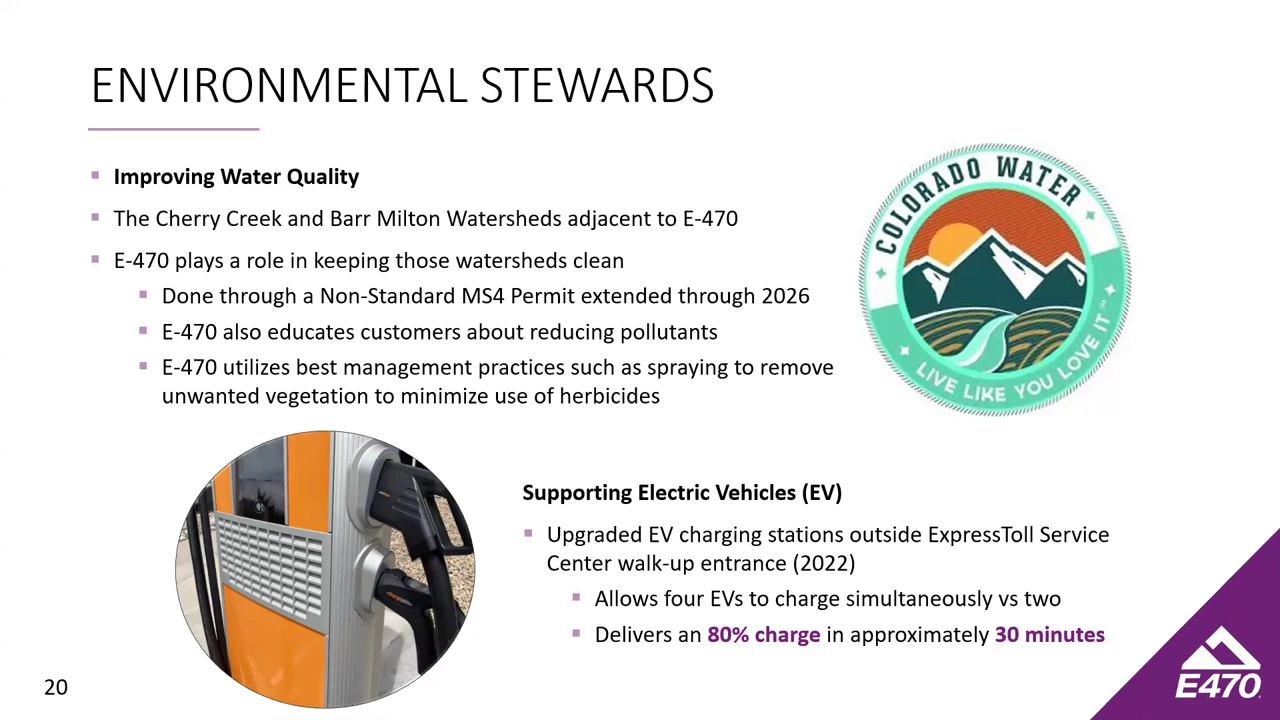 ENVIRONMENTAL STEWARDS
Improving Water Quality
The Cherry Creek and Barr Milton Watersheds adjacent to E-470
E-470 plays a role in keeping those watersheds clean
Done through a Non-Standard MS4 Permit extended through 2026
E-470 also educates customers about reducing pollutants
E-470 utilizes best management practices such as spraying to remove
unwanted vegetation to minimize use of herbicides
COLORADO WATER
LIVE LIKE YOU LOVE IT
Supporting Electric Vehicles (EV)
Upgraded EV charging stations outside ExpressToll Service
Center walk-up entrance (2022)
Allows four EVs to charge simultaneously vs two
Delivers an 80% charge in approximately 30 minutes
20
E470